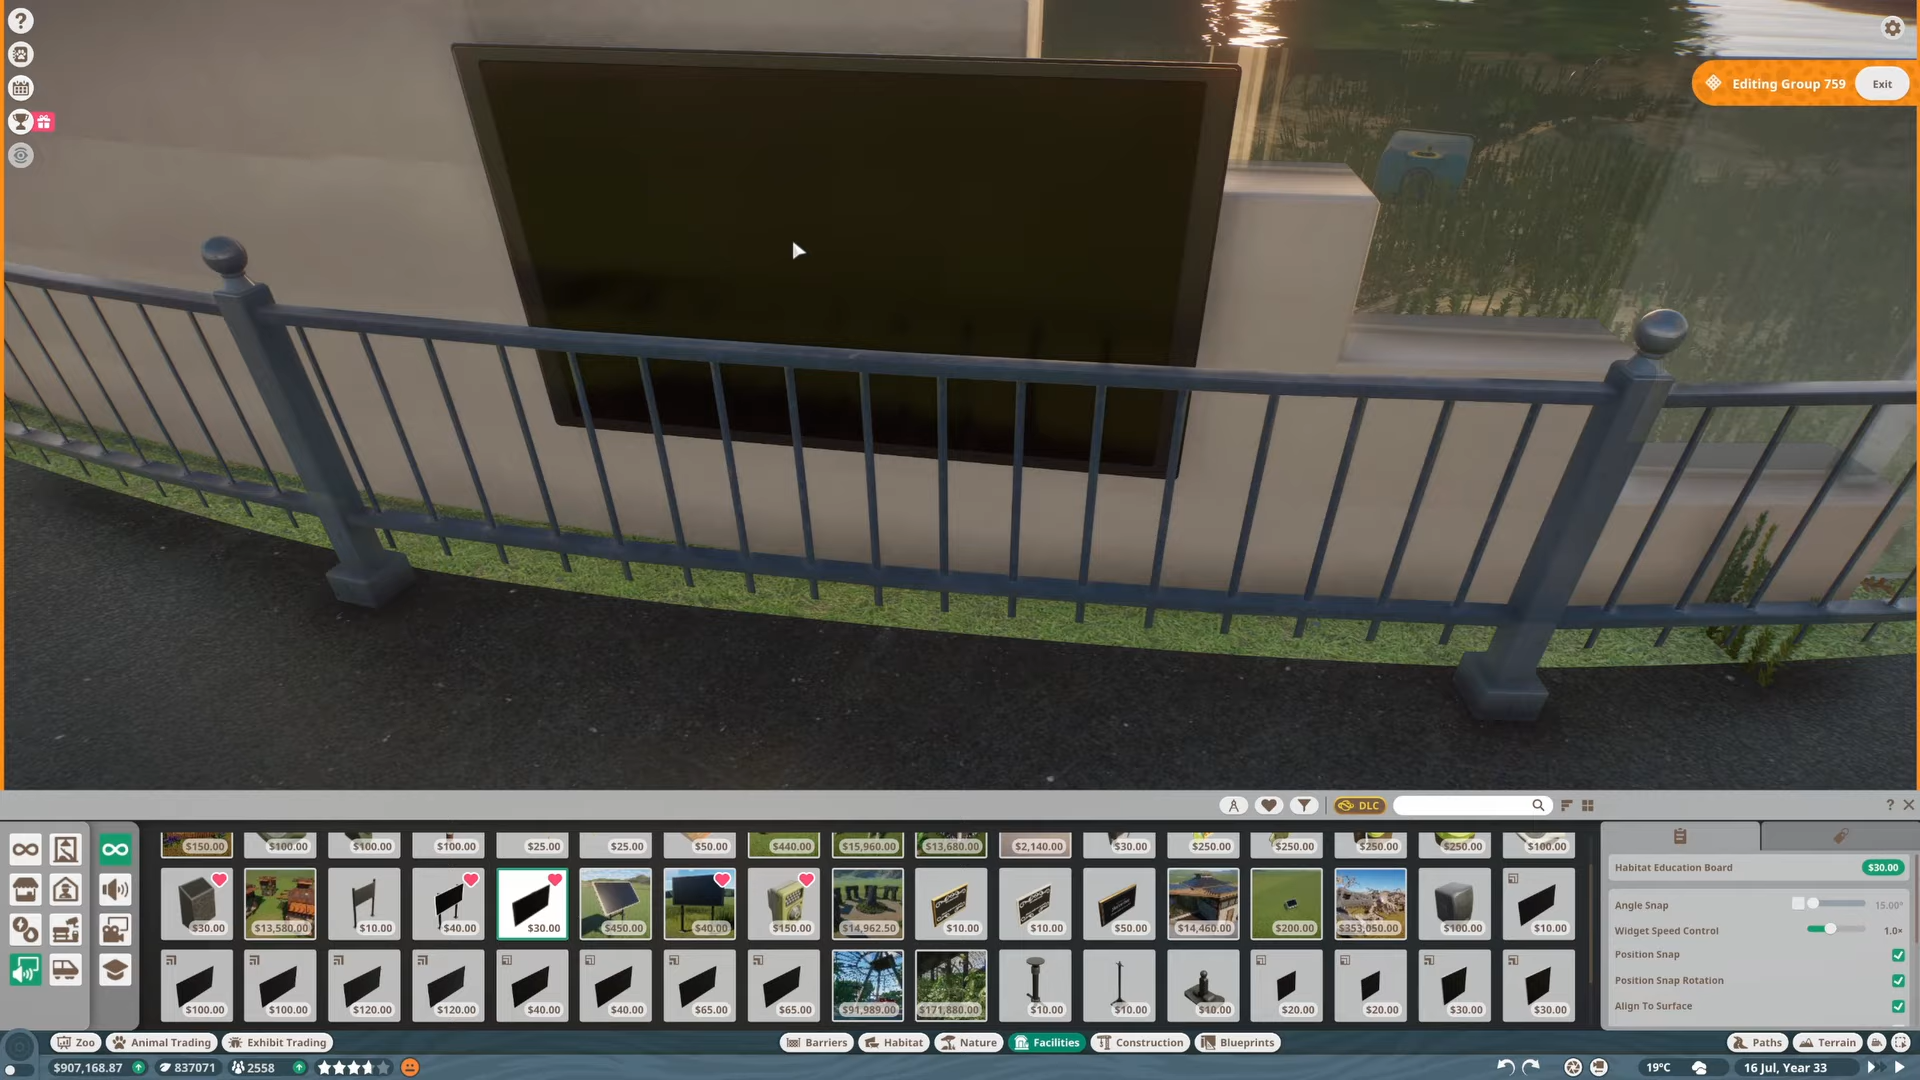 Editing Group 759 Exit
DLC
$150.00 $100.00 $100.00 $100.00 $25.00 $25.00 $50.00 $440.00 $15,960.00 $13,680.00 $2,140.00 $30.00 $250.00 $250.00 $250.00 $250.00 $100.00
$30.00 $13,580.00 $10.00 $40.00 $30.00 $450.00 $40.00 $150.00 $14,962.50 $10.00 $10.00 $50.00 $14,460.00 $200.00 $353,050.00 $100.00 $10.00
$100.00 $100.00 $120.00 $120.00 $40.00 $40.00 $65.00 $65.00 $91,989.00 $171,880.00 $10.00 $10.00 $10.00 $20.00 $20.00 $30.00 $30.00
Habitat Education Board $30.00
Angle Snap 15.00°
Widget Speed Control 1.0×
Position Snap
Position Snap Rotation
Align To Surface
Zoo Animal Trading Exhibit Trading Barriers Habitat Nature Facilities Construction Blueprints Paths Terrain
$907,168.87 837071 2558 19°C 16 Jul, Year 33